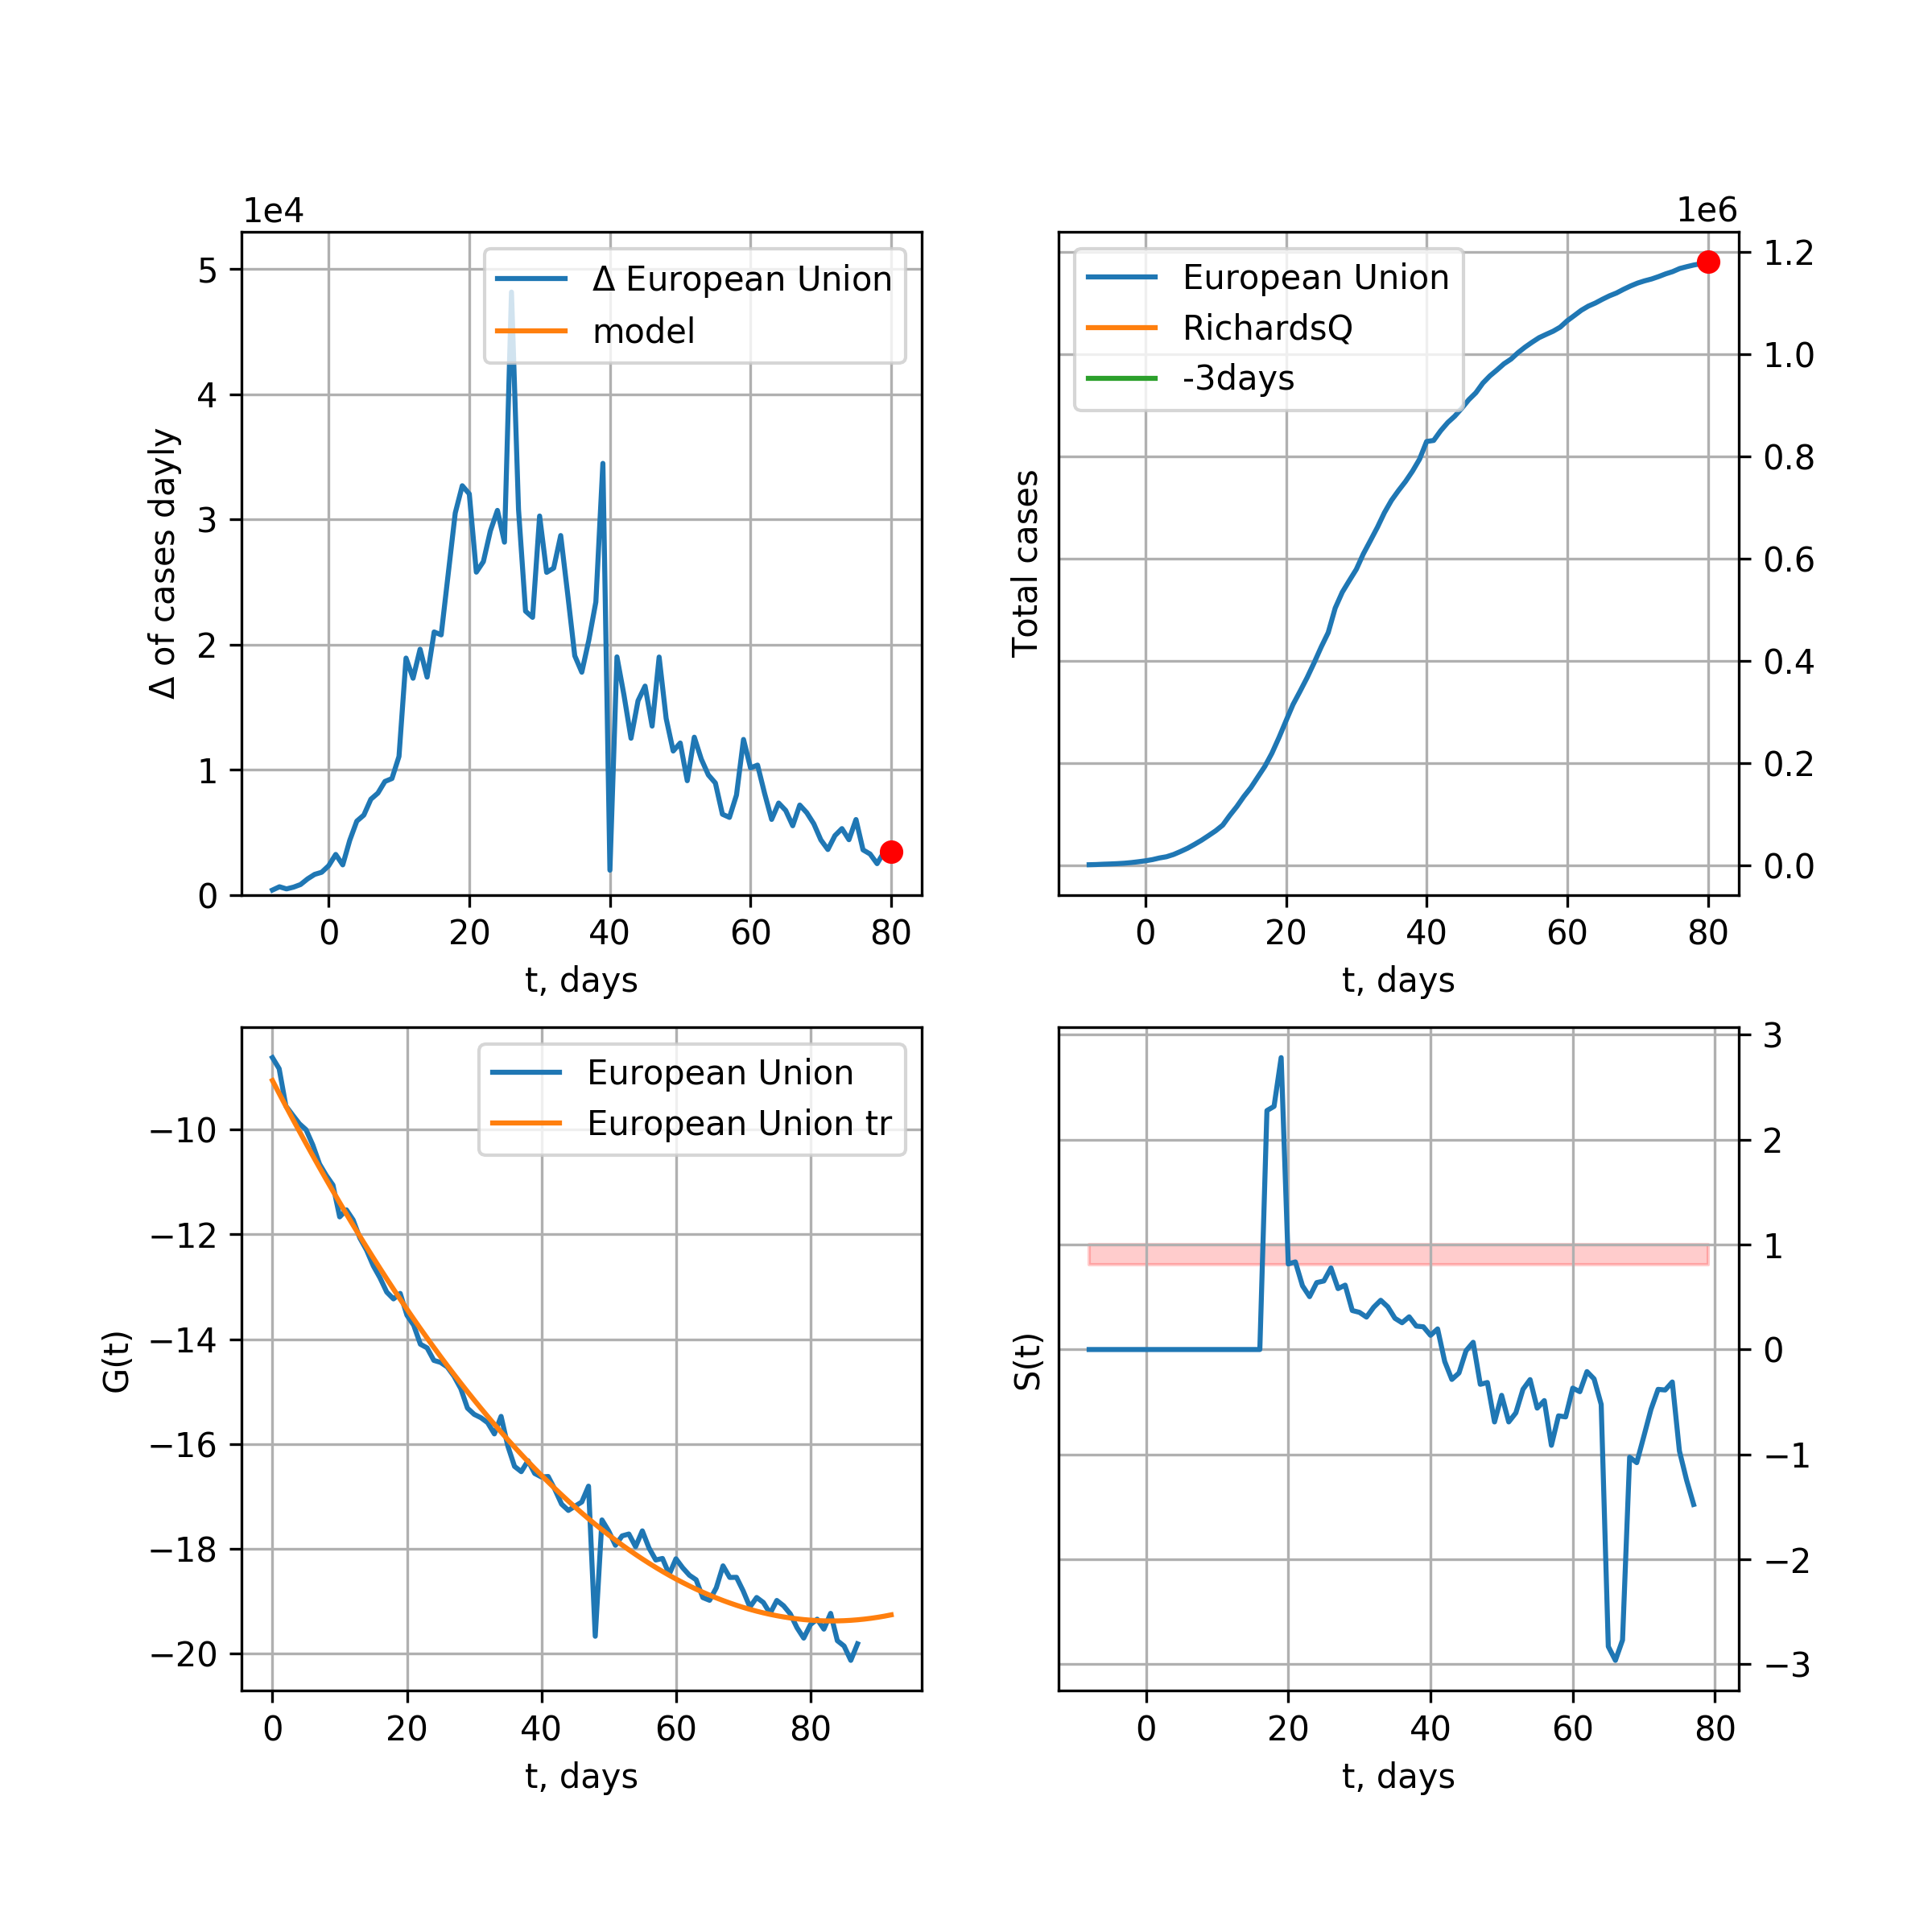 1e4
5
4
3
2
1
0
Δ of cases dayly
Δ European Union
model
0 20 40 60 80
t, days
1e6
1.2
1.0
0.8
0.6
0.4
0.2
0.0
Total cases
European Union
RichardsQ
-3days
0 20 40 60 80
t, days
−10
−12
−14
−16
−18
−20
G(t)
European Union
European Union tr
0 20 40 60 80
t, days
3
2
1
0
−1
−2
−3
S(t)
0 20 40 60 80
t, days